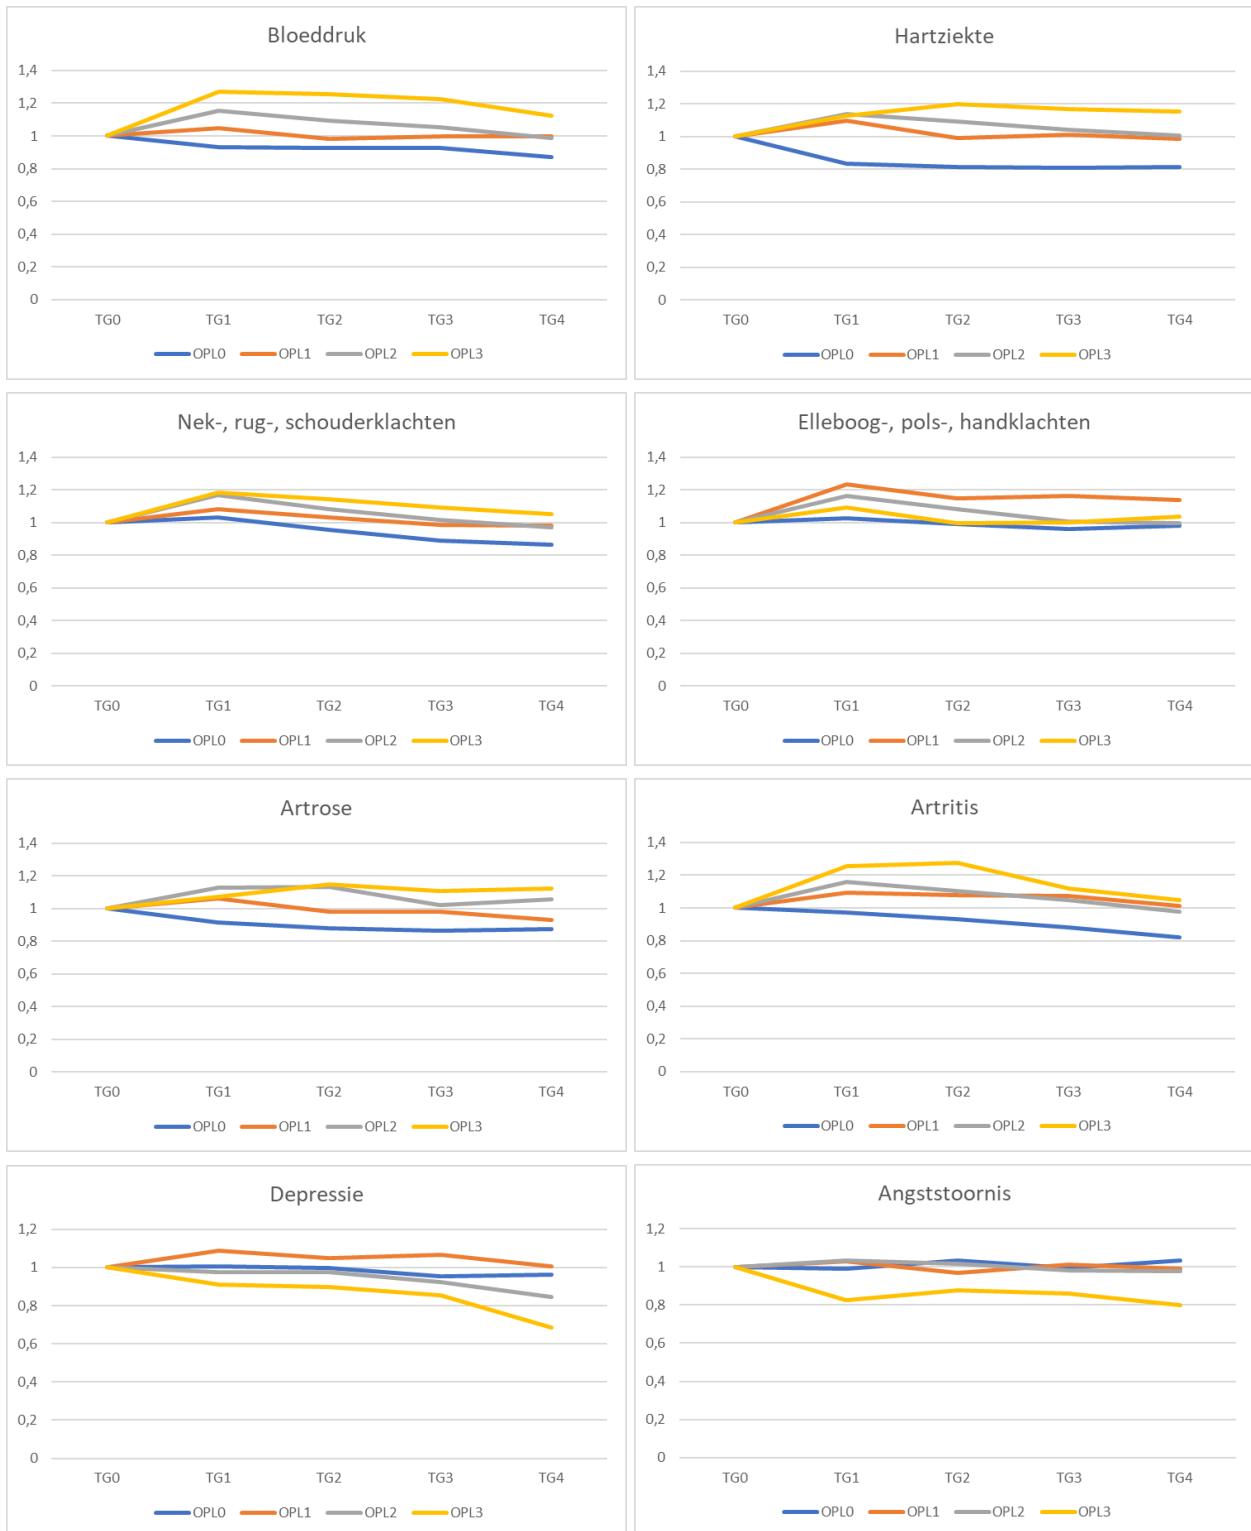 Bloeddruk
1,4
1,2
1
0,8
0,6
0,4
0,2
0
TG0 TG1 TG2 TG3 TG4
OPL0 OPL1 OPL2 OPL3
Hartziekte
1,4
1,2
1
0,8
0,6
0,4
0,2
0
TG0 TG1 TG2 TG3 TG4
OPL0 OPL1 OPL2 OPL3
Nek-, rug-, schouderklachten
1,4
1,2
1
0,8
0,6
0,4
0,2
0
TG0 TG1 TG2 TG3 TG4
OPL0 OPL1 OPL2 OPL3
Elleboog-, pols-, handklachten
1,4
1,2
1
0,8
0,6
0,4
0,2
0
TG0 TG1 TG2 TG3 TG4
OPL0 OPL1 OPL2 OPL3
Artrose
1,4
1,2
1
0,8
0,6
0,4
0,2
0
TG0 TG1 TG2 TG3 TG4
OPL0 OPL1 OPL2 OPL3
Artritis
1,4
1,2
1
0,8
0,6
0,4
0,2
0
TG0 TG1 TG2 TG3 TG4
OPL0 OPL1 OPL2 OPL3
Depressie
1,2
1
0,8
0,6
0,4
0,2
0
TG0 TG1 TG2 TG3 TG4
OPL0 OPL1 OPL2 OPL3
Angststoornis
1,2
1
0,8
0,6
0,4
0,2
0
TG0 TG1 TG2 TG3 TG4
OPL0 OPL1 OPL2 OPL3